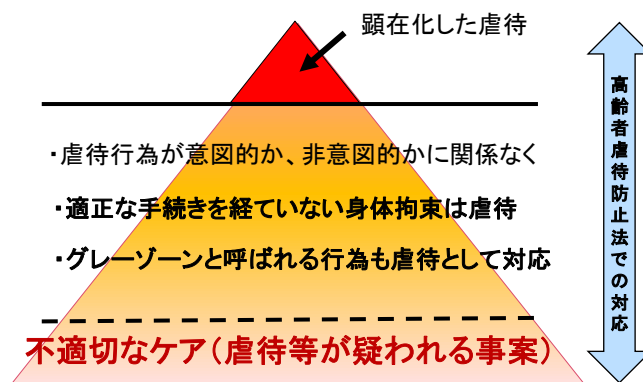 顕在化した虐待
・虐待行為が意図的か、非意図的かに関係なく
・適正な手続きを経ていない身体拘束は虐待
・グレーゾーンと呼ばれる行為も虐待として対応
不適切なケア(虐待等が疑われる事案)
高齢者虐待防止法での対応